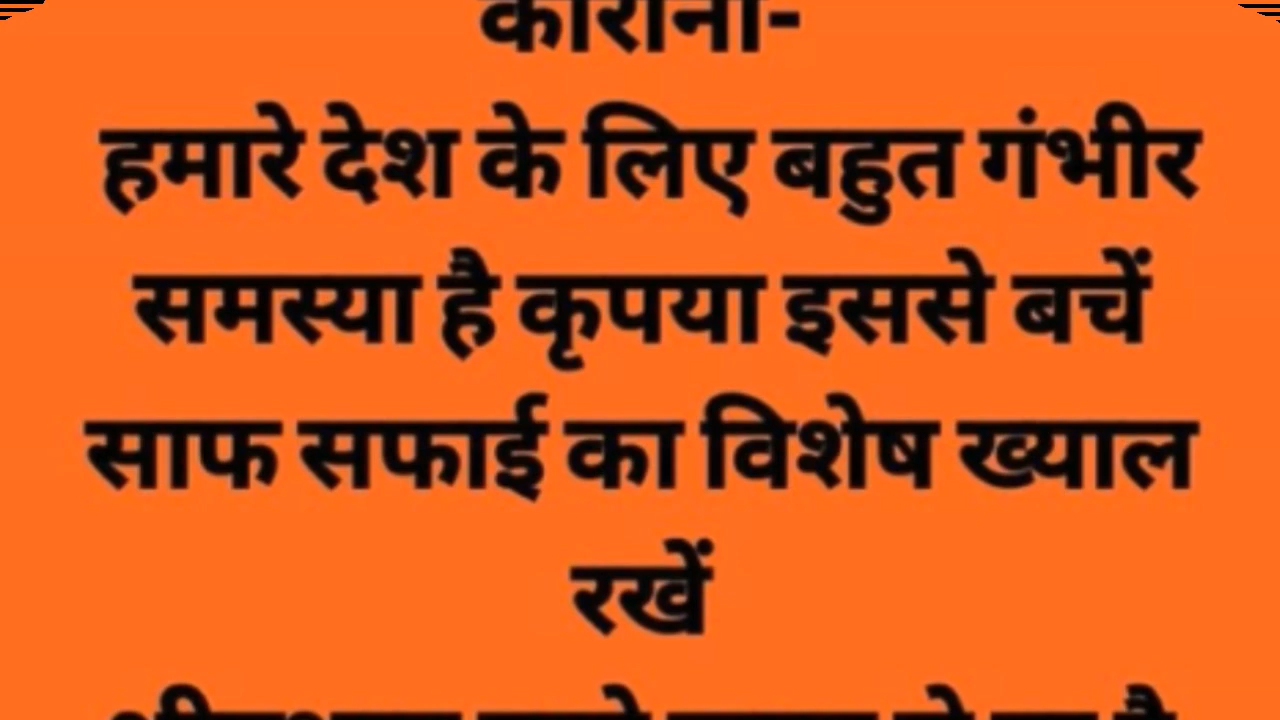 कोरोना-
हमारे देश के लिए बहुत गंभीर
समस्या है कृपया इससे बचें
साफ सफाई का विशेष ख्याल
रखें